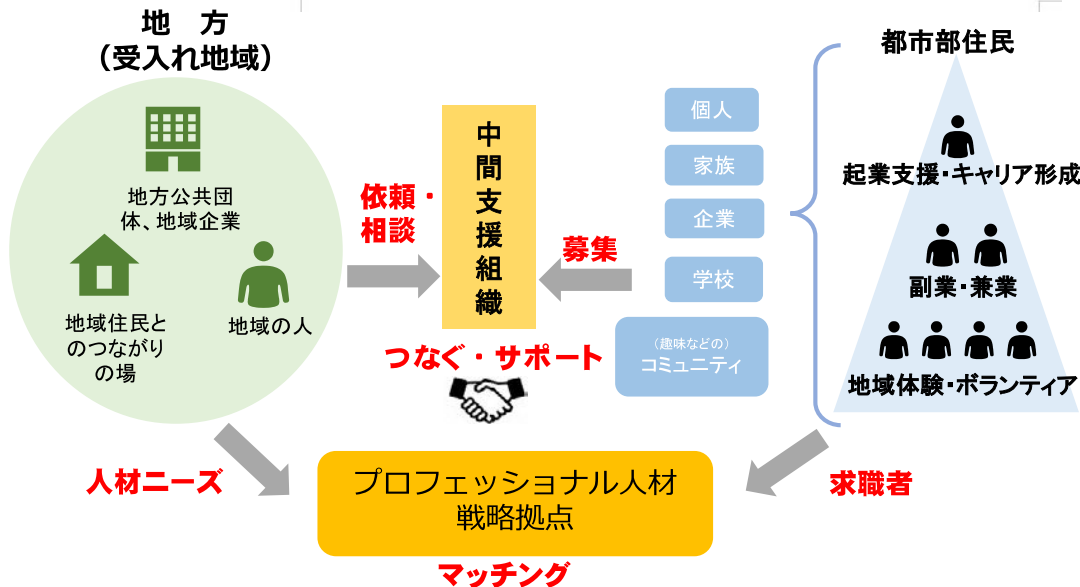 地　方
（受入れ地域）
地方公共団
体、地域企業
地域住民と
のつながり
の場
地域の人
依頼・
相談
中間支援組織
募集
つなぐ・サポート
個人
家族
企業
学校
（趣味などの）
コミュニティ
都市部住民
起業支援・キャリア形成
副業・兼業
地域体験・ボランティア
人材ニーズ
プロフェッショナル人材
戦略拠点
マッチング
求職者